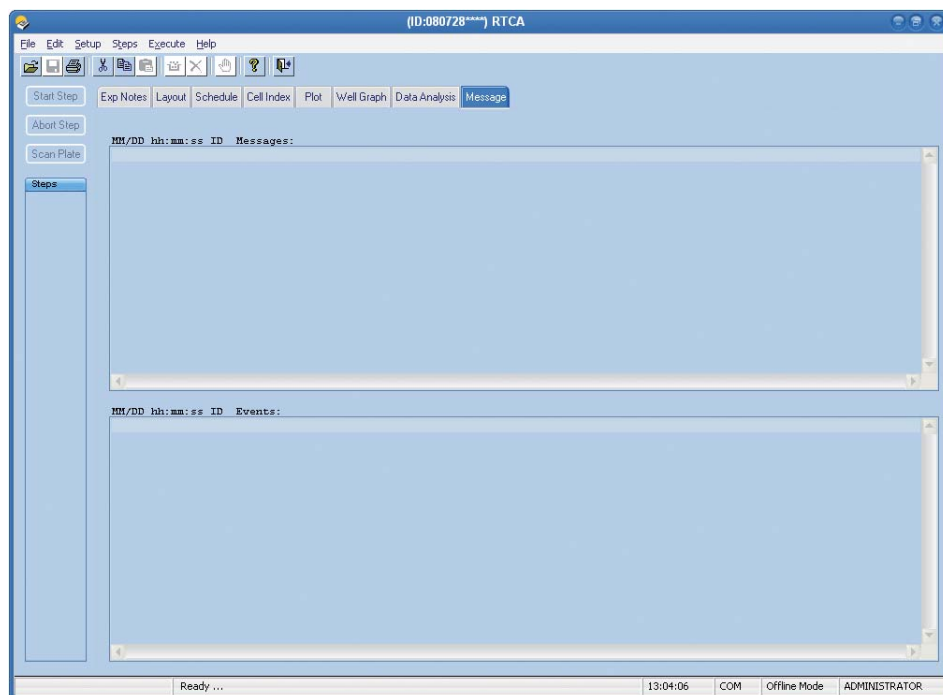 (ID:080728****) RTCA
File Edit Setup Steps Execute Help
Start Step Exp Notes Layout Schedule Cell Index Plot Well Graph Data Analysis Message
Abort Step
MM/DD hh:mm:ss ID Messages:
Scan Plate
Steps
MM/DD hh:mm:ss ID Events:
Ready ... 13:04:06 COM Offline Mode ADMINISTRATOR